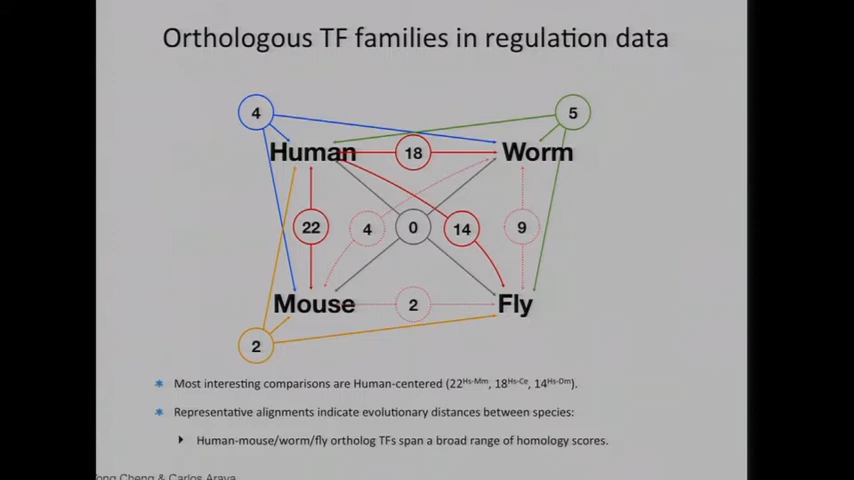 Orthologous TF families in regulation data
4
5
Human
18
Worm
22
4
0
14
9
Mouse
2
Fly
2
Most interesting comparisons are Human-centered (22Hs-Mm, 18Hs-Ce, 14Hs-Dm).
Representative alignments indicate evolutionary distances between species:
Human-mouse/worm/fly ortholog TFs span a broad range of homology scores.
Cheng & Carlos Araya